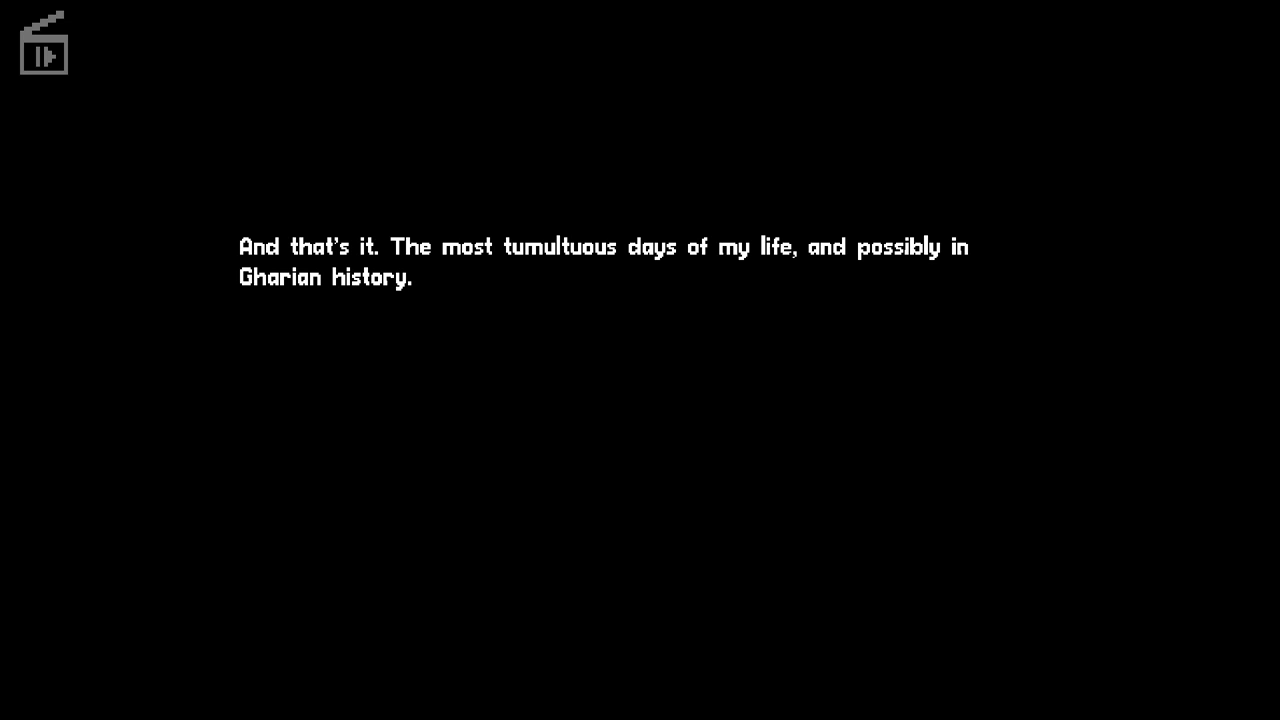 And that's it. The most tumultuous days of my life, and possibly in
Gharian history.